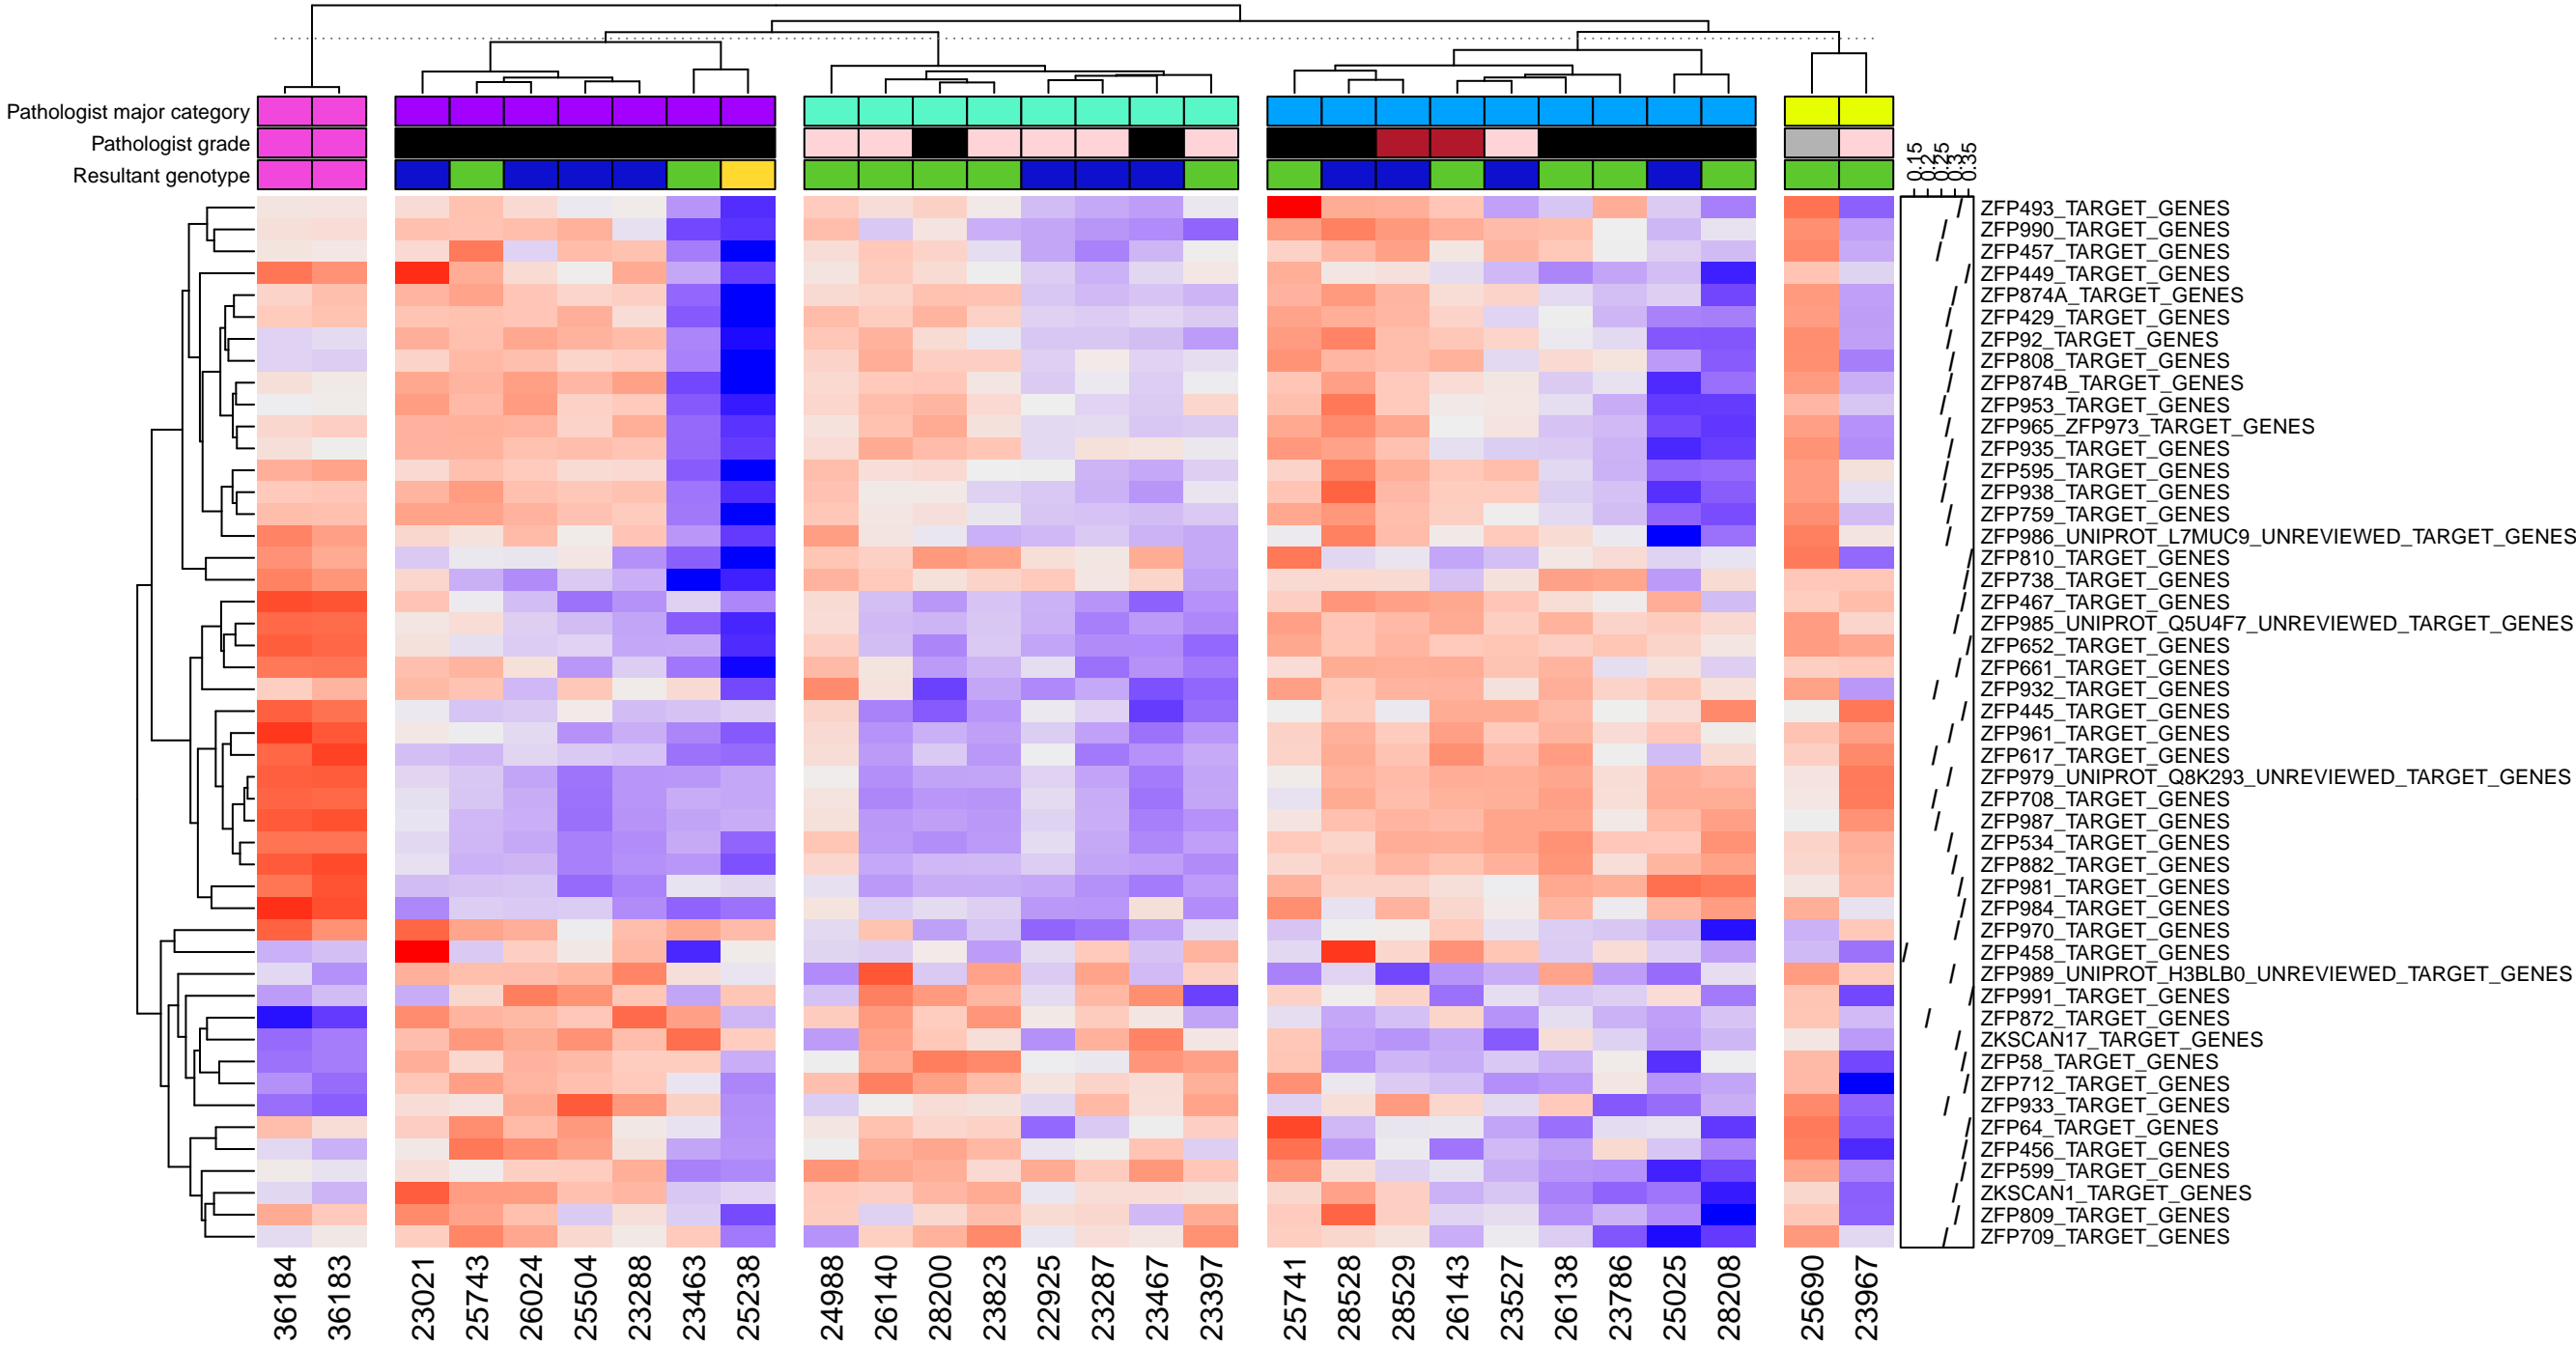 Pathologist major category
Pathologist grade
Resultant genotype
0.15
0.2
0.25
0.3
0.35
ZFP493_TARGET_GENES
ZFP990_TARGET_GENES
ZFP457_TARGET_GENES
ZFP449_TARGET_GENES
ZFP874A_TARGET_GENES
ZFP429_TARGET_GENES
ZFP92_TARGET_GENES
ZFP808_TARGET_GENES
ZFP874B_TARGET_GENES
ZFP953_TARGET_GENES
ZFP965_ZFP973_TARGET_GENES
ZFP935_TARGET_GENES
ZFP595_TARGET_GENES
ZFP938_TARGET_GENES
ZFP759_TARGET_GENES
ZFP986_UNIPROT_L7MUC9_UNREVIEWED_TARGET_GENES
ZFP810_TARGET_GENES
ZFP738_TARGET_GENES
ZFP467_TARGET_GENES
ZFP985_UNIPROT_Q5U4F7_UNREVIEWED_TARGET_GENES
ZFP652_TARGET_GENES
ZFP661_TARGET_GENES
ZFP932_TARGET_GENES
ZFP445_TARGET_GENES
ZFP961_TARGET_GENES
ZFP617_TARGET_GENES
ZFP979_UNIPROT_Q8K293_UNREVIEWED_TARGET_GENES
ZFP708_TARGET_GENES
ZFP987_TARGET_GENES
ZFP534_TARGET_GENES
ZFP882_TARGET_GENES
ZFP981_TARGET_GENES
ZFP984_TARGET_GENES
ZFP970_TARGET_GENES
ZFP458_TARGET_GENES
ZFP989_UNIPROT_H3BLB0_UNREVIEWED_TARGET_GENES
ZFP991_TARGET_GENES
ZFP872_TARGET_GENES
ZKSCAN17_TARGET_GENES
ZFP58_TARGET_GENES
ZFP712_TARGET_GENES
ZFP933_TARGET_GENES
ZFP64_TARGET_GENES
ZFP456_TARGET_GENES
ZFP599_TARGET_GENES
ZKSCAN1_TARGET_GENES
ZFP809_TARGET_GENES
ZFP709_TARGET_GENES
36184
36183
23021
25743
26024
25504
23288
23463
25238
24988
26140
28200
23823
22925
23287
23467
23397
25741
28528
28529
26143
23527
26138
23786
25025
28208
25690
23967